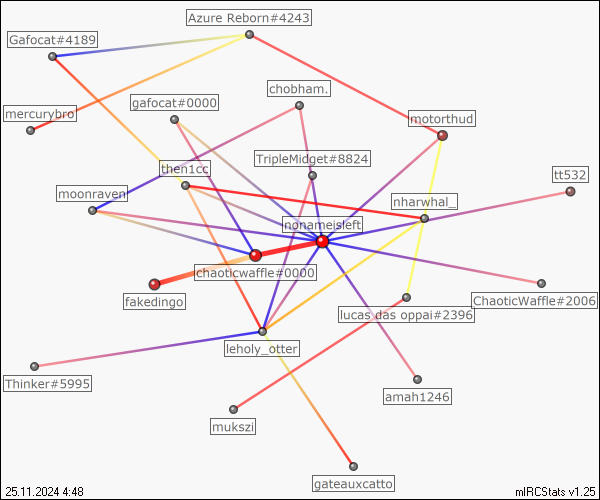 Azure Reborn#4243
Gafocat#4189
chobham.
gafocat#0000
mercurybro
motorthud
TripleMidget#8824
then1cc
tt532
moonraven
nharwhal_
nonameisleft
chaoticwaffle#0000
fakedingo
ChaoticWaffle#2006
lucas das oppai#2396
leholy_otter
Thinker#5995
amah1246
mukszi
gateauxcatto
25.11.2024 4:48
mIRCStats v1.25